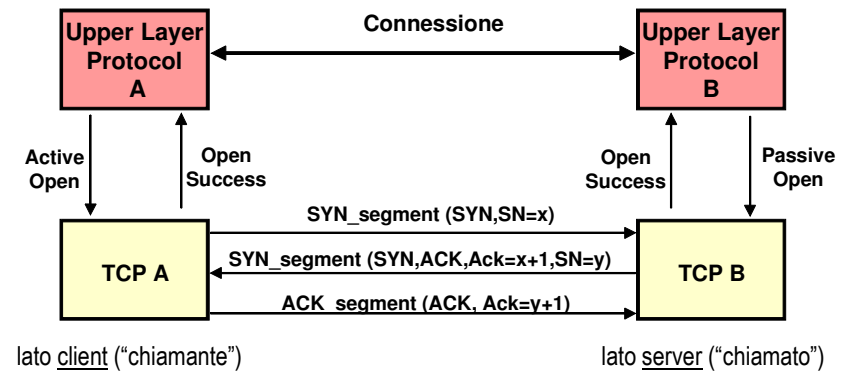 Connessione
Upper Layer
Protocol
A
Upper Layer
Protocol
B
Active
Open
Open
Success
Open
Success
Passive
Open
SYN_segment (SYN,SN=x)
TCP A
SYN_segment (SYN,ACK,Ack=x+1,SN=y)
TCP B
ACK_segment (ACK, Ack=y+1)
lato client (“chiamante”)
lato server (“chiamato”)